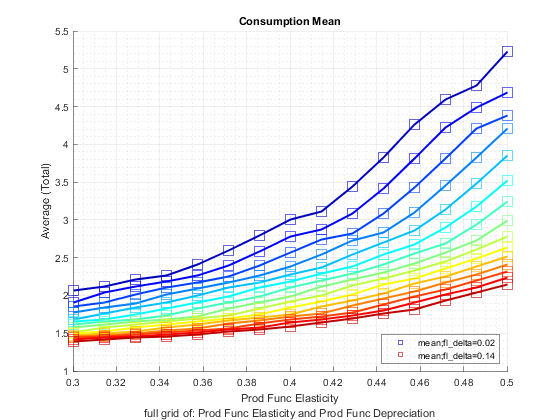 Consumption Mean
5.5
5
4.5
4
3.5
3
2.5
2
1.5
1
Average (Total)
0.3 0.32 0.34 0.36 0.38 0.4 0.42 0.44 0.46 0.48 0.5
mean;fl_delta=0.02
mean;fl_delta=0.14
Prod Func Elasticity
full grid of: Prod Func Elasticity and Prod Func Depreciation